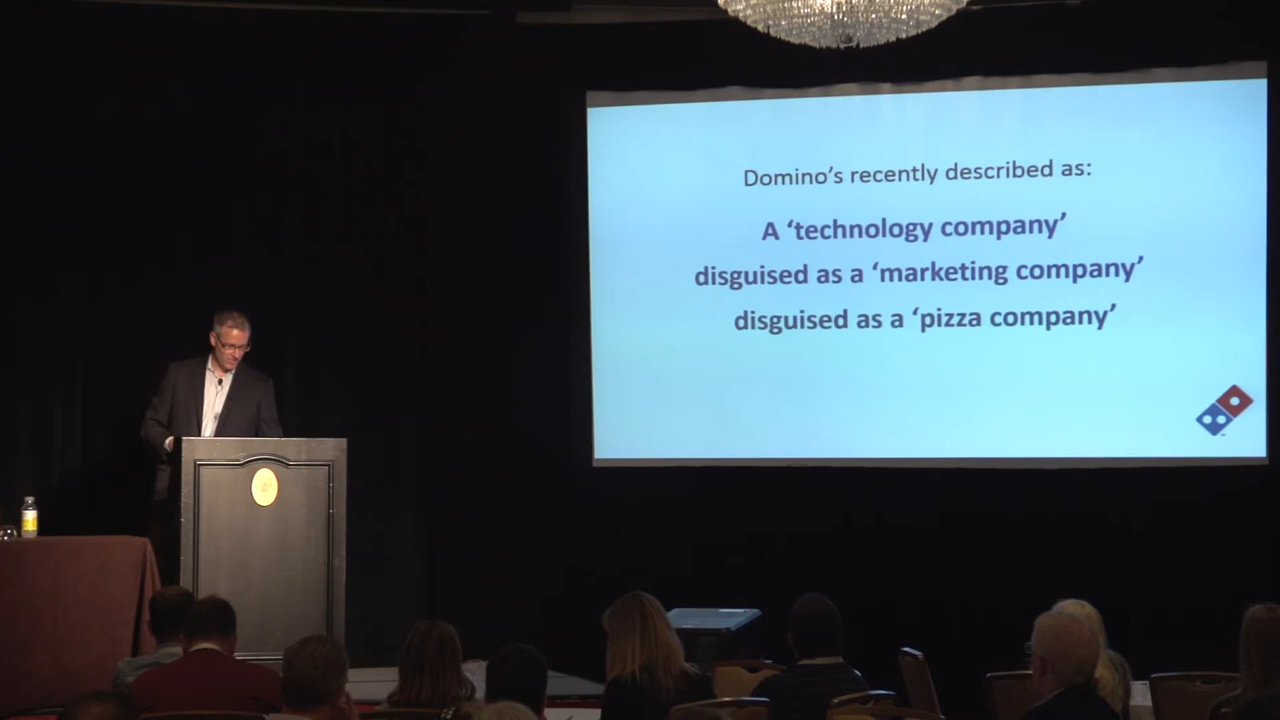 Domino’s recently described as:
A ‘technology company’
disguised as a ‘marketing company’
disguised as a ‘pizza company’